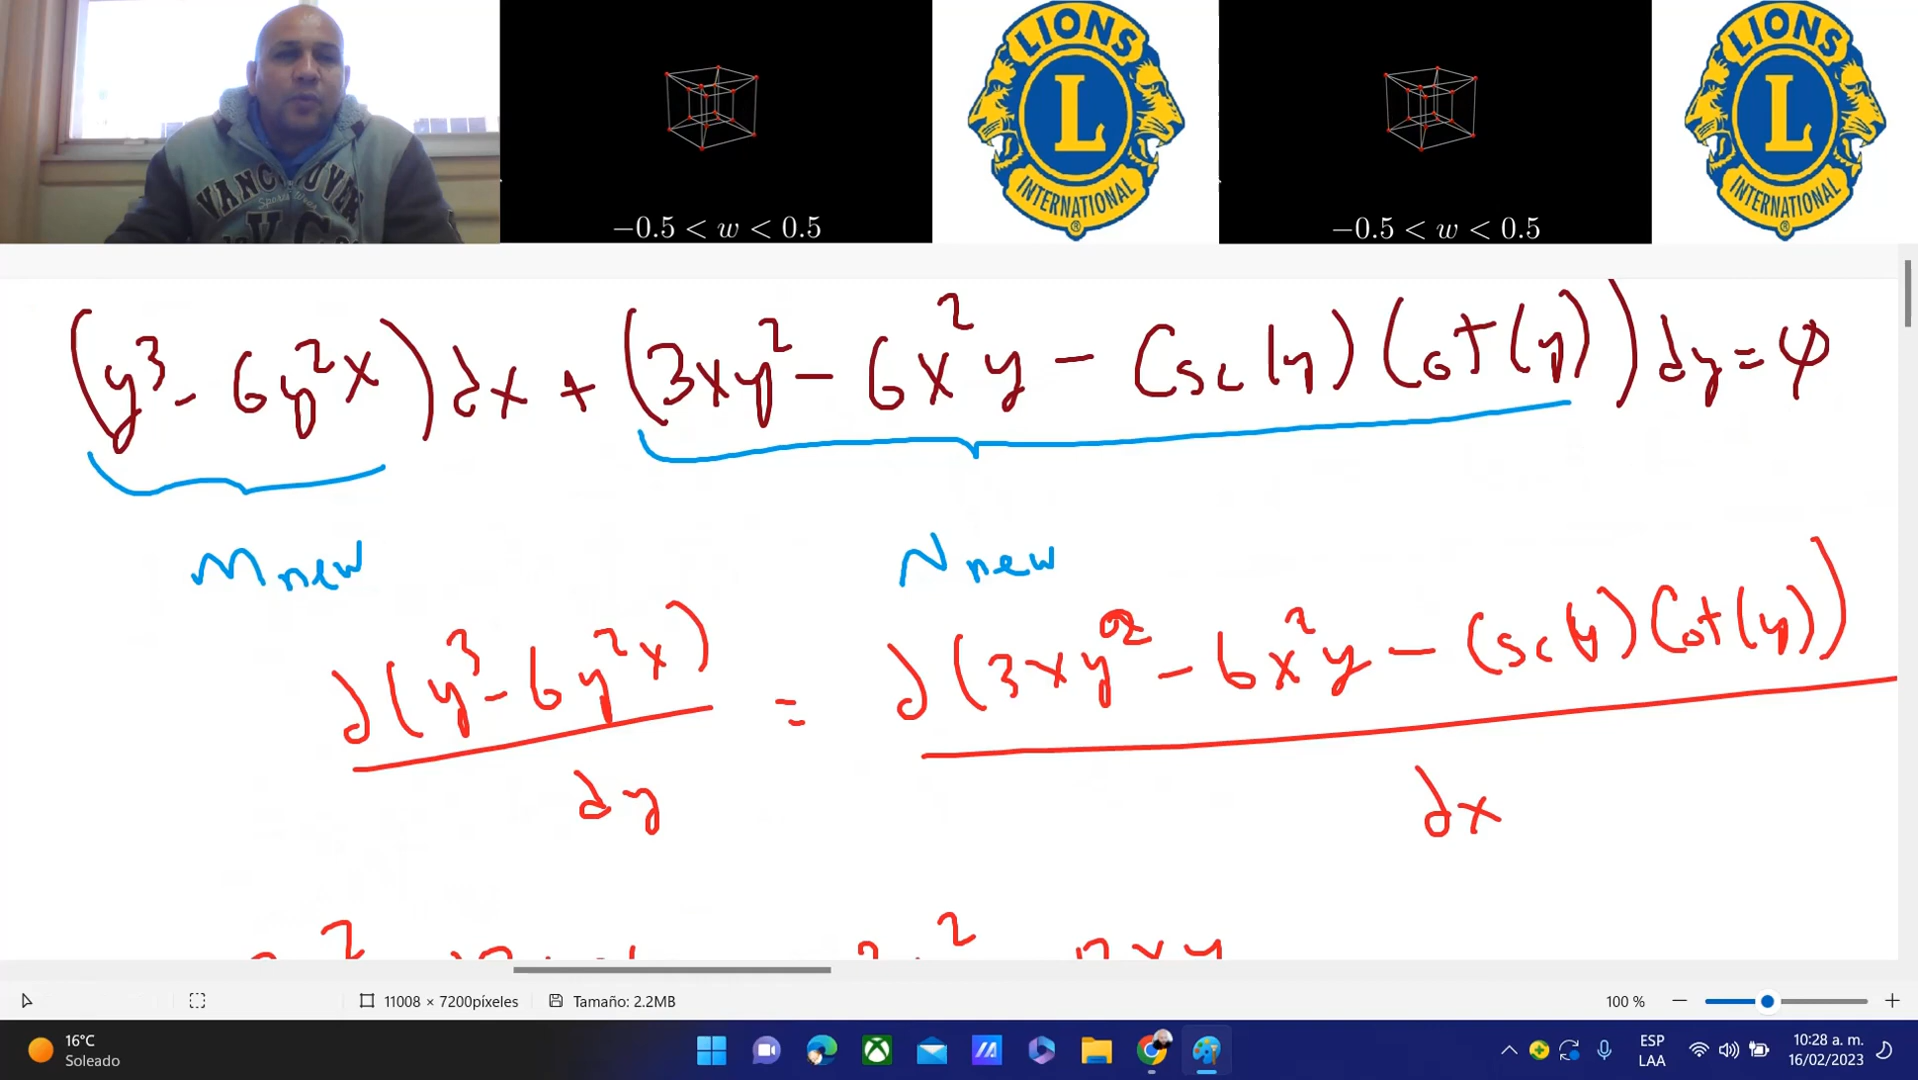 LIONS
L
INTERNATIONAL
®
LIONS
L
INTERNATIONAL
®
VANCOUVER
Sports
−0.5 < w < 0.5
−0.5 < w < 0.5
(y³ - 6y²x)dx + (3xy² - 6x²y - Csc(y)Cot(y))dy = φ
Mnew Nnew
∂(y³ - 6y²x) = ∂(3xy² - 6x²y - Csc(y)Cot(y))
∂y ∂x
11008 × 7200píxeles Tamaño: 2.2MB 100 %
16°C
Soleado
ESP
LAA
10:28 a. m.
16/02/2023